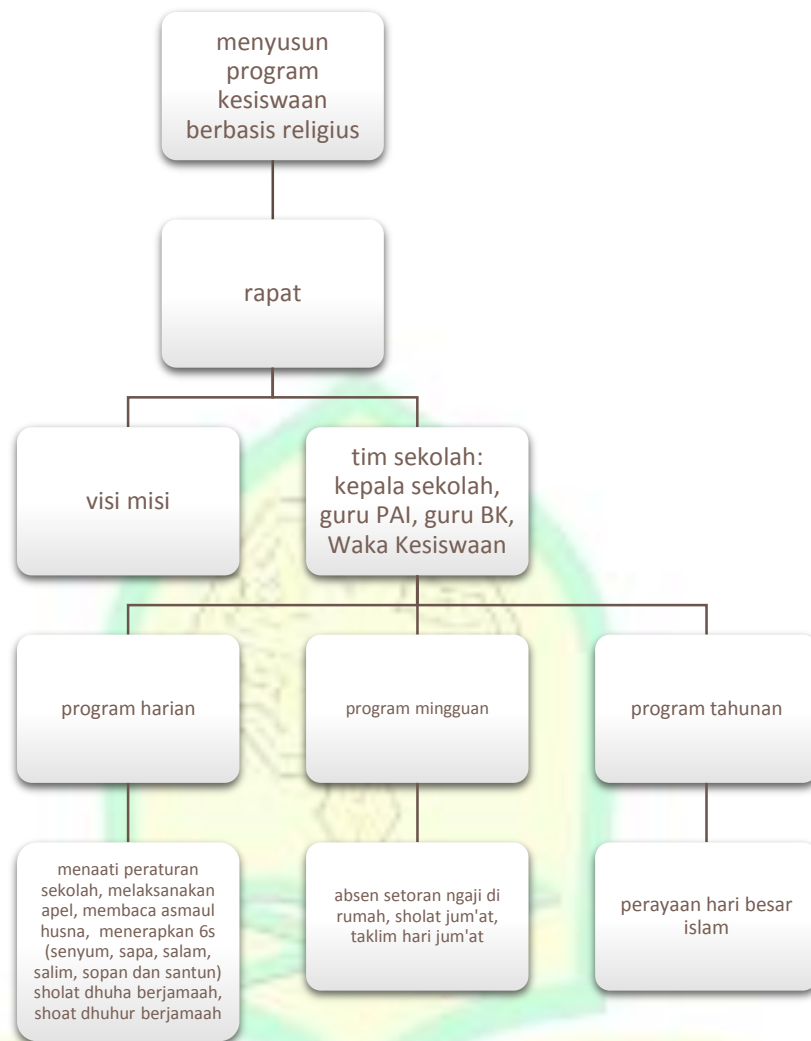 menyusun
program
kesiswaan
berbasis religius
rapat
visi misi
tim sekolah:
kepala sekolah,
guru PAI, guru BK,
Waka Kesiswaan
program harian
program mingguan
program tahunan
menaati peraturan
sekolah, melaksanakan
apel, membaca asmaul
husna, menerapkan 6s
(senyum, sapa, salam,
salim, sopan dan santun)
sholat dhuha berjamaah,
shoat dhuhur berjamaah
absen setoran ngaji di
rumah, sholat jum'at,
taklim hari jum'at
perayaan hari besar
islam